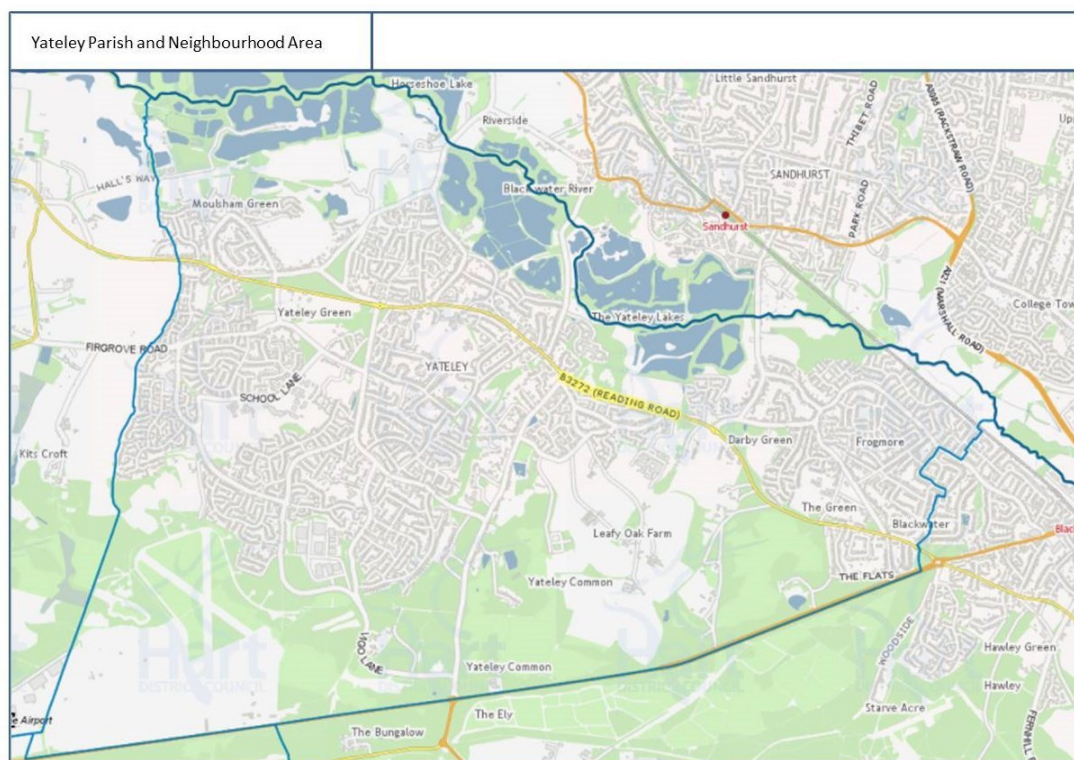 Yateley Parish and Neighbourhood Area
Horseshoe Lake
Little Sandhurst
Riverside
THIBET ROAD
A3095 (RACKSTRAW ROAD)
HALL'S WAY
Blackwater River
SANDHURST
Moulsham Green
PARK ROAD
Sandhurst
A321 (MARSHALL ROAD)
College Tow
Yateley Green
The Yateley Lakes
FIRGROVE ROAD
YATELEY
SCHOOL LANE
B3272 (READING ROAD)
Kits Croft
Darby Green
Frogmore
The Green
Blackwater
Blac
Leafy Oak Farm
THE FLATS
Yateley Common
WOODSIDE
Hart
DISTRICT COUNCIL
Yateley Common
Hawley Green
Hawley
e Airport
The Ely
Starve Acre
The Bungalow